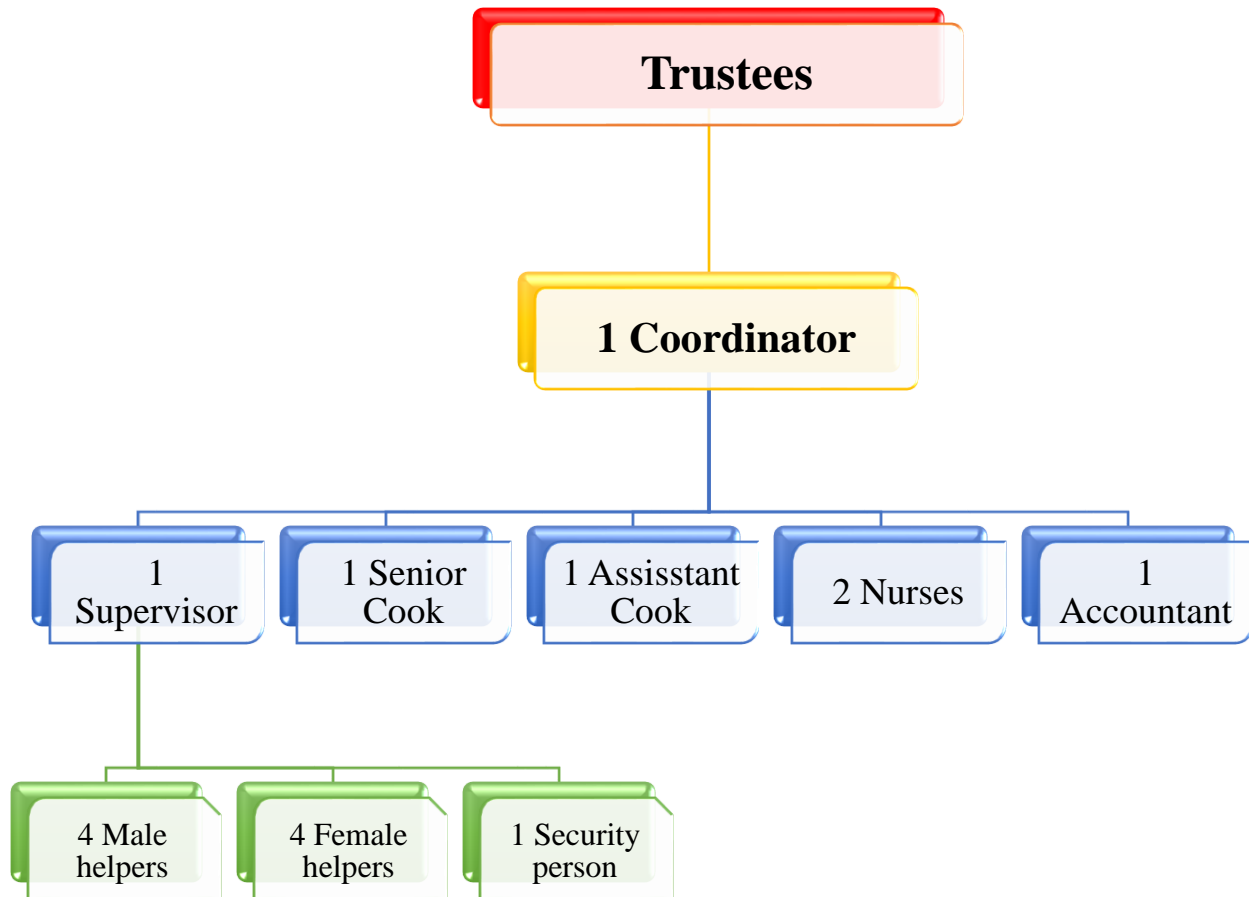 Trustees
1 Coordinator
1
Supervisor
1 Senior
Cook
1 Assisstant
Cook
2 Nurses
1
Accountant
4 Male
helpers
4 Female
helpers
1 Security
person